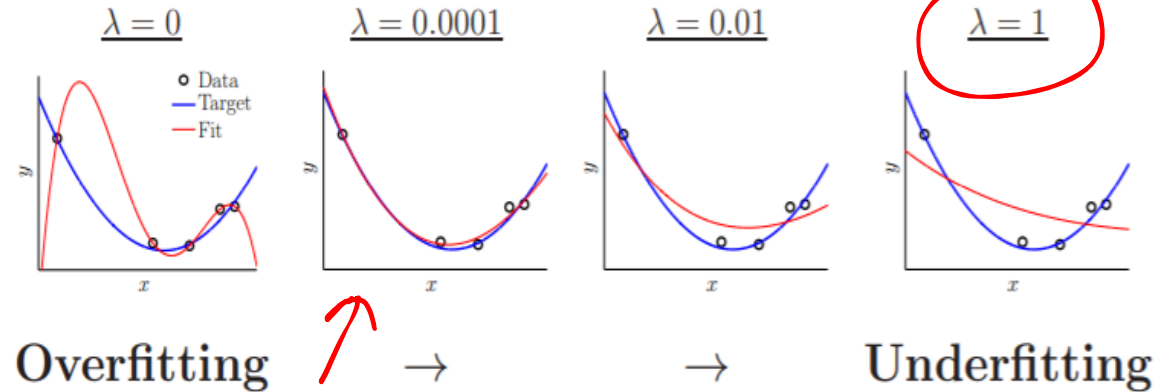 λ = 0 λ = 0.0001 λ = 0.01 λ = 1
Data
Target
Fit
y y y y
x x x x
Overfitting → → Underfitting